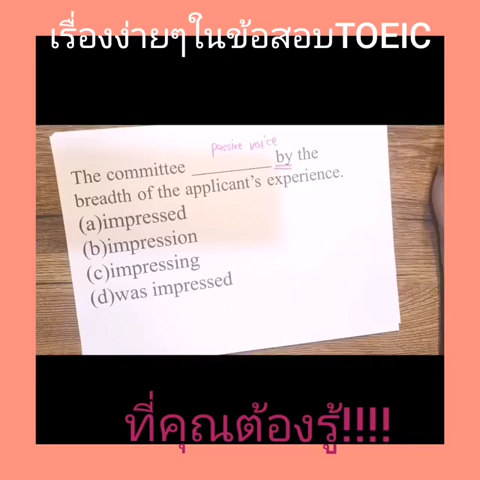 เรื่องง่ายๆในข้อสอบTOEIC
passive voice
The committee __________ by the
breadth of the applicant's experience.
(a)impressed
(b)impression
(c)impressing
(d)was impressed
ที่คุณต้องรู้!!!!